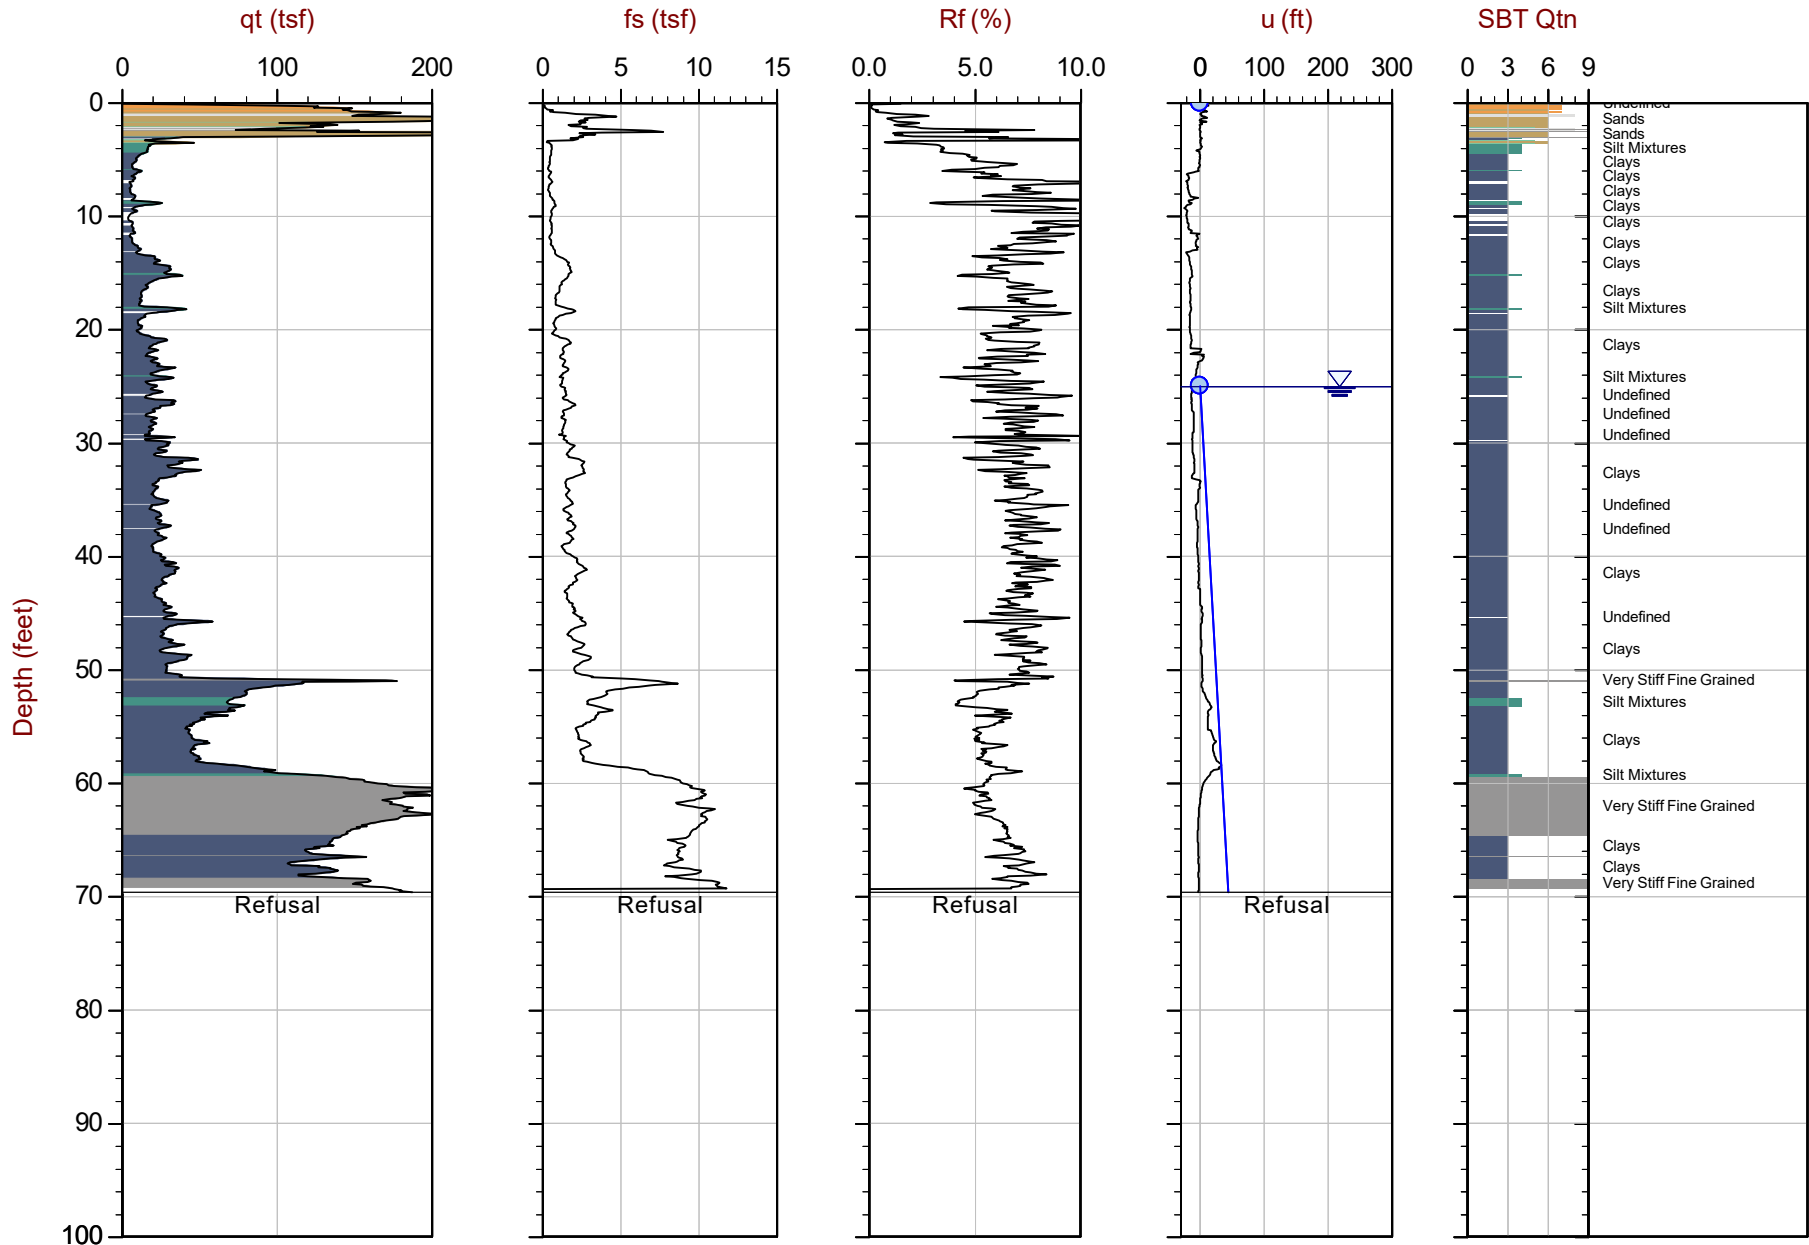 qt (tsf) fs (tsf) Rf (%) u (ft) SBT Qtn
0 100 200 0 5 10 15 0.0 5.0 10.0 0 100 200 300 0 3 6 9
0
10
20
30
40
50
60
70
80
90
100
Depth (feet)
Undefined
Sands
Sands
Silt Mixtures
Clays
Clays
Clays
Clays
Clays
Clays
Clays
Clays
Silt Mixtures
Clays
Silt Mixtures
Undefined
Undefined
Undefined
Clays
Undefined
Undefined
Clays
Undefined
Clays
Very Stiff Fine Grained
Silt Mixtures
Clays
Silt Mixtures
Very Stiff Fine Grained
Clays
Clays
Very Stiff Fine Grained
Refusal Refusal Refusal Refusal